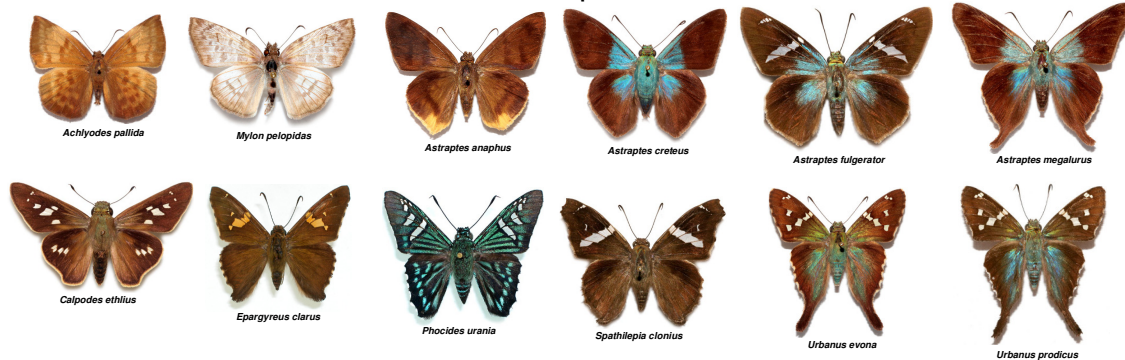 Achlyodes pallida
Mylon pelopidas
Astraptes anaphus
Astraptes creteus
Astraptes fulgerator
Astraptes megalurus
Calpodes ethlius
Epargyreus clarus
Phocides urania
Spathilepia clonius
Urbanus evona
Urbanus prodicus